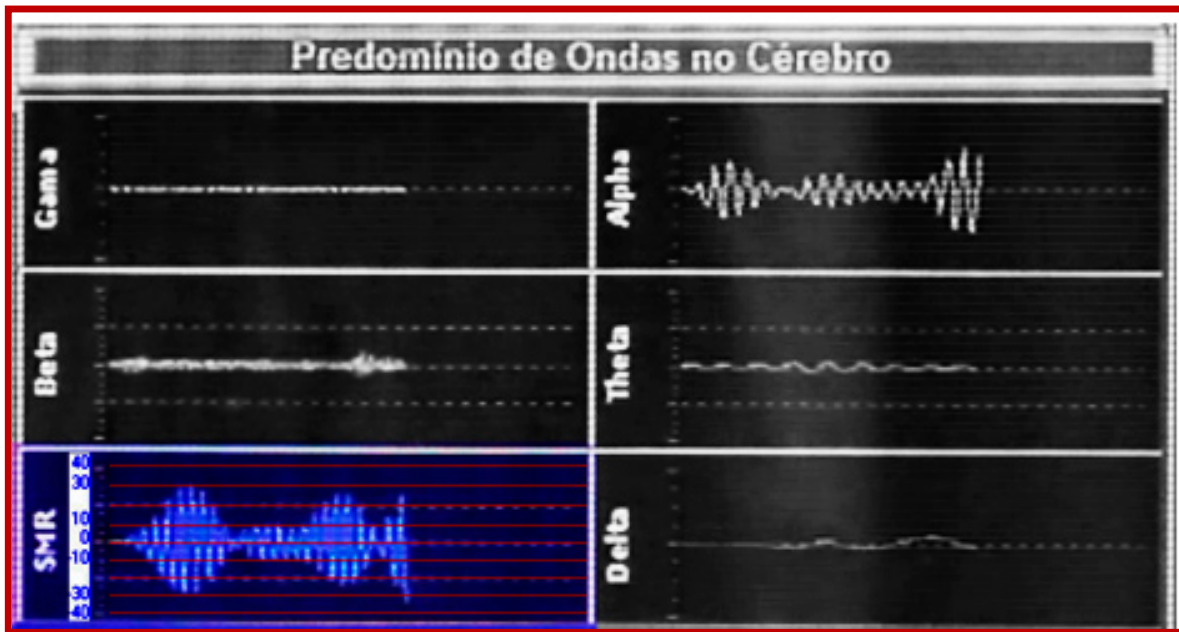 Predomínio de Ondas no Cérebro
Gama
Alpha
Beta
Theta
SMR
40
30
10
0
-10
-30
-40
Delta